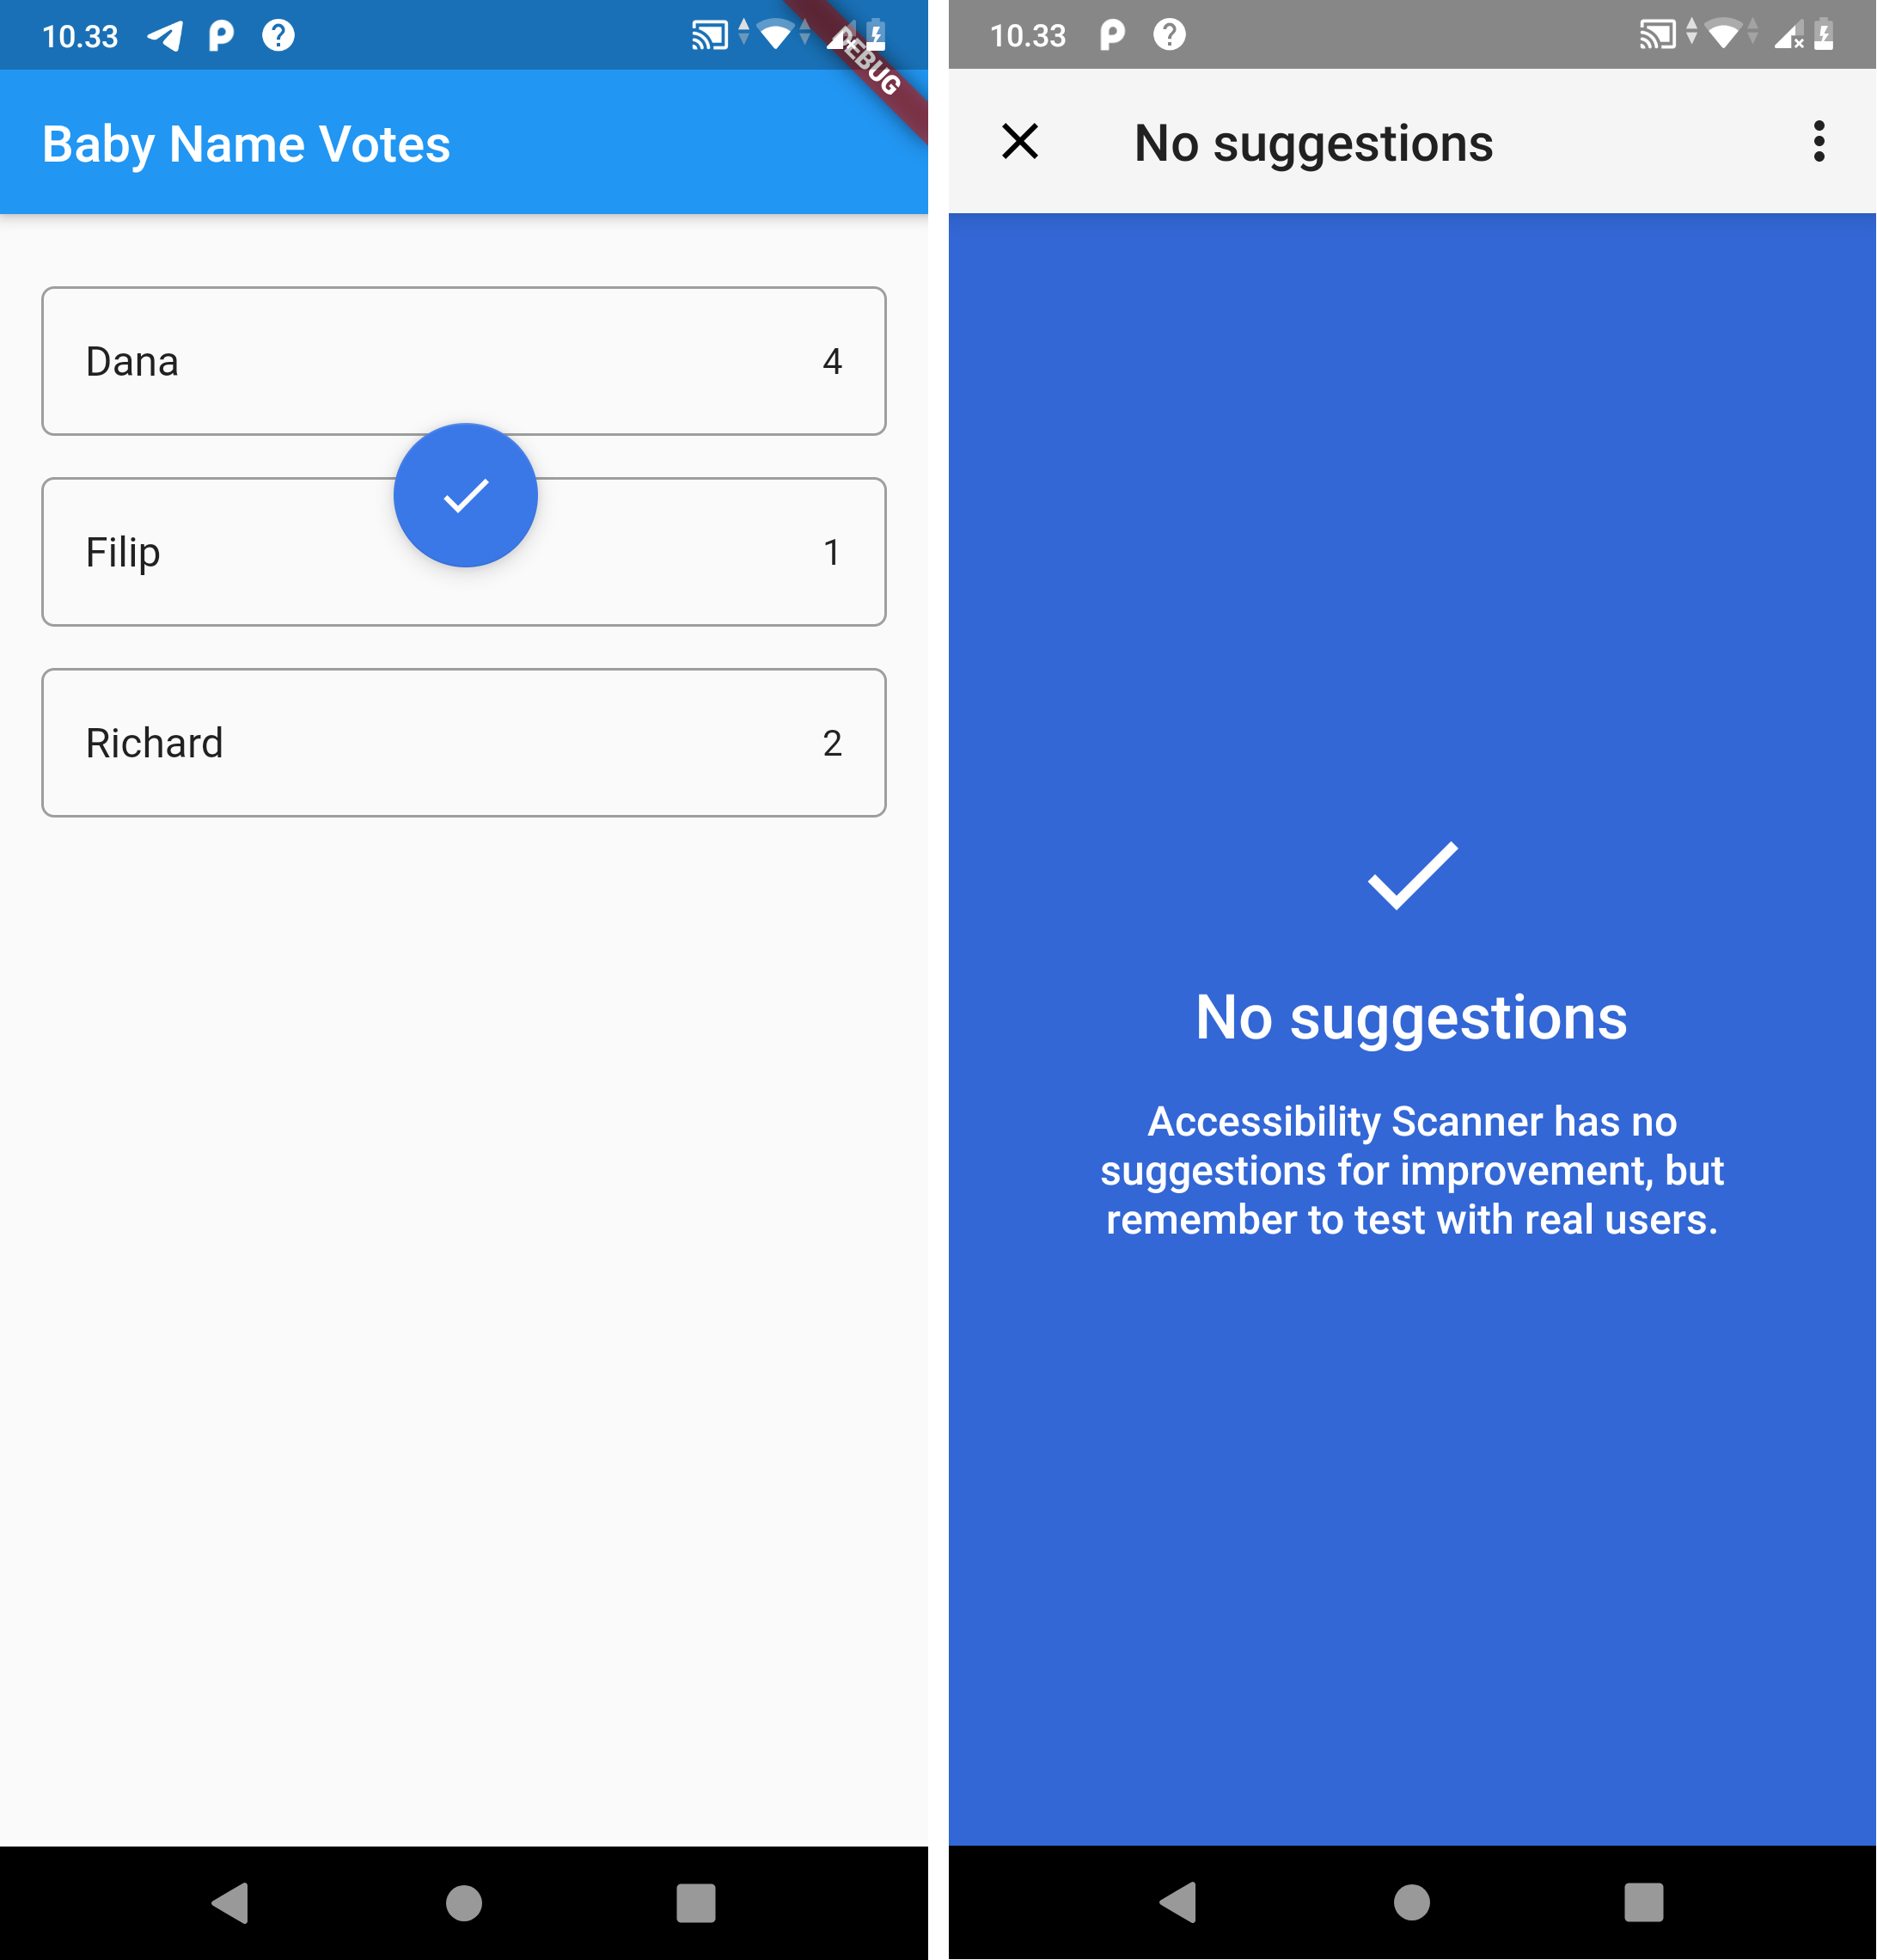 10.33
DEBUG
Baby Name Votes
Dana 4
Filip 1
Richard 2
10.33
No suggestions
No suggestions
Accessibility Scanner has no
suggestions for improvement, but
remember to test with real users.